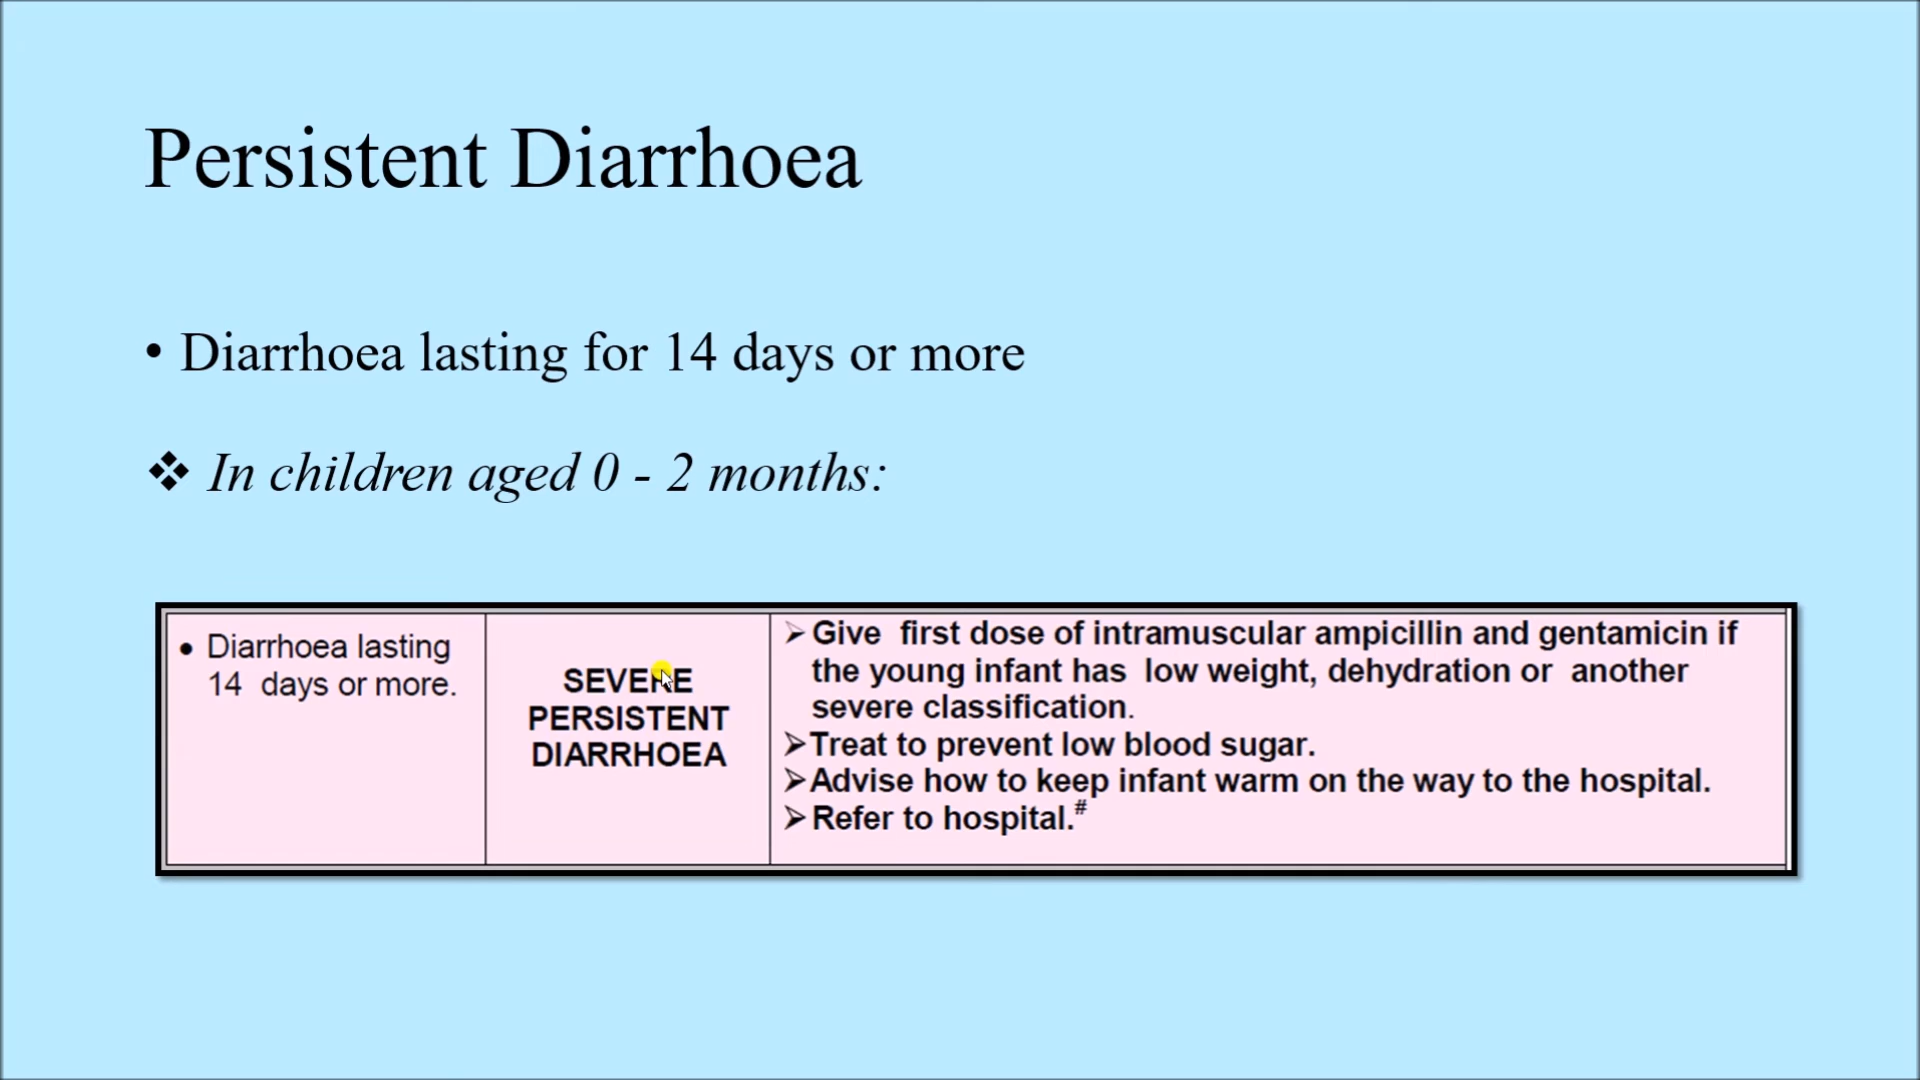 Persistent Diarrhoea
• Diarrhoea lasting for 14 days or more
❖ In children aged 0 - 2 months:
• Diarrhoea lasting
14 days or more.
SEVERE
PERSISTENT
DIARRHOEA
➢ Give first dose of intramuscular ampicillin and gentamicin if
the young infant has low weight, dehydration or another
severe classification.
➢ Treat to prevent low blood sugar.
➢ Advise how to keep infant warm on the way to the hospital.
➢ Refer to hospital.#